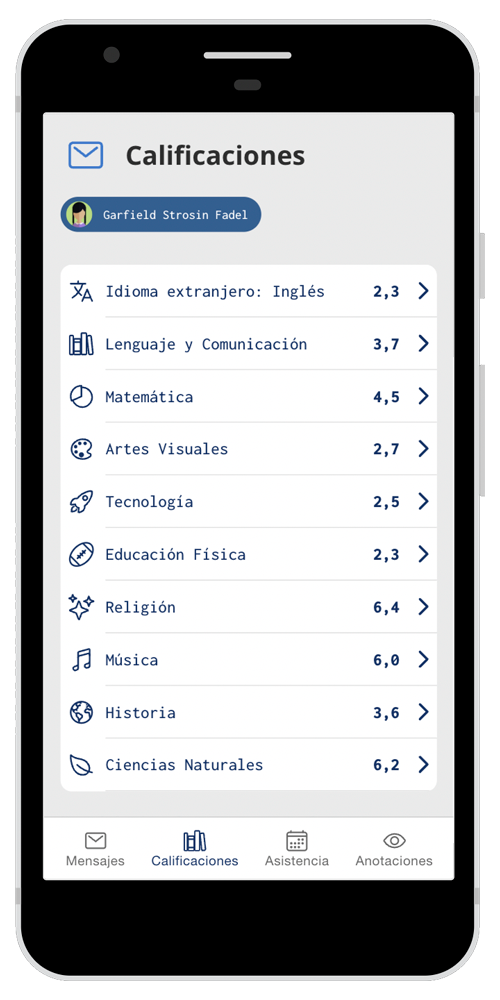 Calificaciones
Garfield Strosin Fadel
Idioma extranjero: Inglés 2,3
Lenguaje y Comunicación 3,7
Matemática 4,5
Artes Visuales 2,7
Tecnología 2,5
Educación Física 2,3
Religión 6,4
Música 6,0
Historia 3,6
Ciencias Naturales 6,2
Mensajes Calificaciones Asistencia Anotaciones